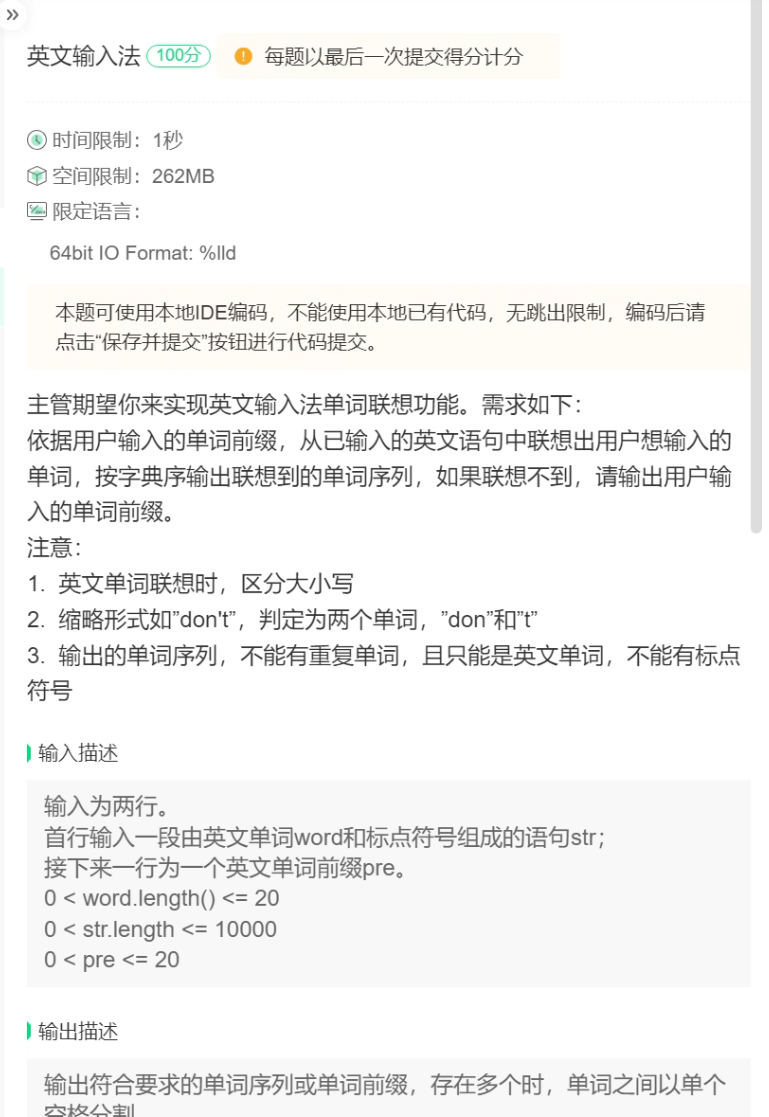 »
英文输入法 100分 ! 每题以最后一次提交得分计分
时间限制：1秒
空间限制：262MB
限定语言：
64bit IO Format: %lld
本题可使用本地IDE编码，不能使用本地已有代码，无跳出限制，编码后请
点击“保存并提交”按钮进行代码提交。
主管期望你来实现英文输入法单词联想功能。需求如下：
依据用户输入的单词前缀，从已输入的英文语句中联想出用户想输入的
单词，按字典序输出联想到的单词序列，如果联想不到，请输出用户输
入的单词前缀。
注意：
1. 英文单词联想时，区分大小写
2. 缩略形式如”don't”，判定为两个单词，”don”和”t”
3. 输出的单词序列，不能有重复单词，且只能是英文单词，不能有标点
符号
输入描述
输入为两行。
首行输入一段由英文单词word和标点符号组成的语句str；
接下来一行为一个英文单词前缀pre。
0 < word.length() <= 20
0 < str.length <= 10000
0 < pre <= 20
输出描述
输出符合要求的单词序列或单词前缀，存在多个时，单词之间以单个
空格分割